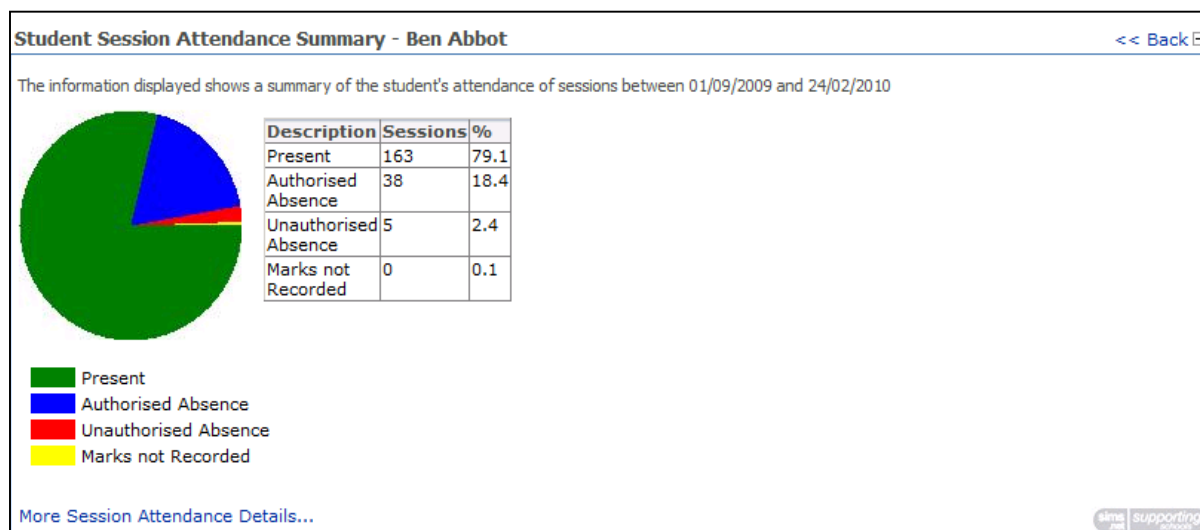 Student Session Attendance Summary - Ben Abbot
<< Back
The information displayed shows a summary of the student's attendance of sessions between 01/09/2009 and 24/02/2010
Description Sessions %
Present 163 79.1
Authorised 38 18.4
Absence
Unauthorised 5 2.4
Absence
Marks not 0 0.1
Recorded
Present
Authorised Absence
Unauthorised Absence
Marks not Recorded
More Session Attendance Details...
sims supporting
.net schools